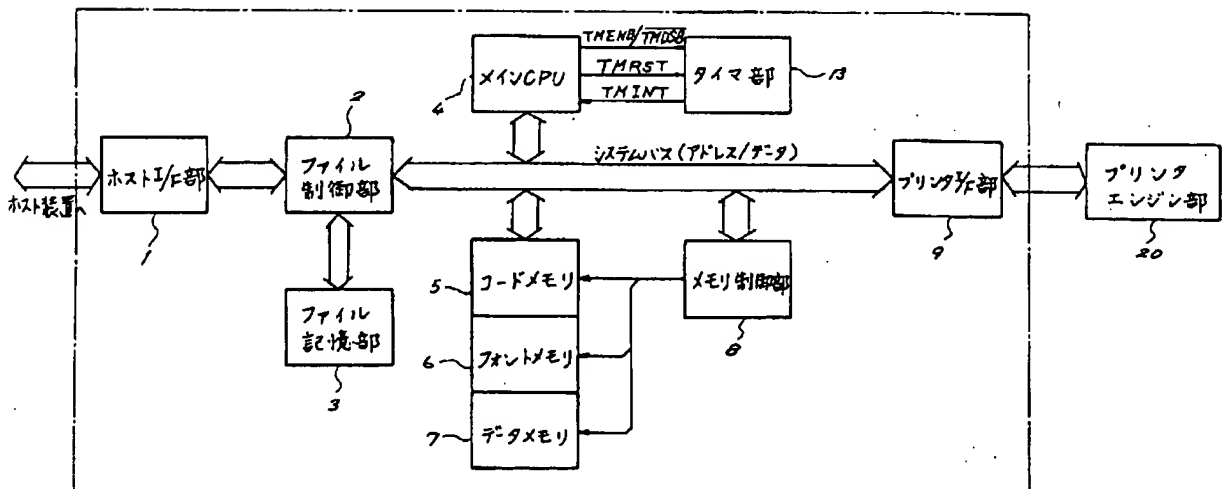 TMENB/TMDSB
メインCPU
TMRST
タイマ部
13
4
TMINT
2
システムバス(アドレス/データ)
ホストI/F部
ファイル
制御部
プリンタI/F部
プリンタ
エンジン部
ホスト装置へ
1
9
20
5
コードメモリ
メモリ制御部
ファイル
記憶部
8
6
フォントメモリ
3
7
データメモリ